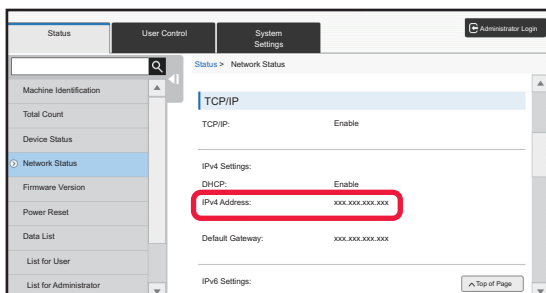 Status
User Control
System
Settings
Administrator Login
Status > Network Status
Machine Identification
Total Count
Device Status
Network Status
Firmware Version
Power Reset
Data List
List for User
List for Administrator
TCP/IP
TCP/IP: Enable
IPv4 Settings:
DHCP: Enable
IPv4 Address: xxx.xxx.xxx.xxx
Default Gateway: xxx.xxx.xxx.xxx
IPv6 Settings:
Top of Page